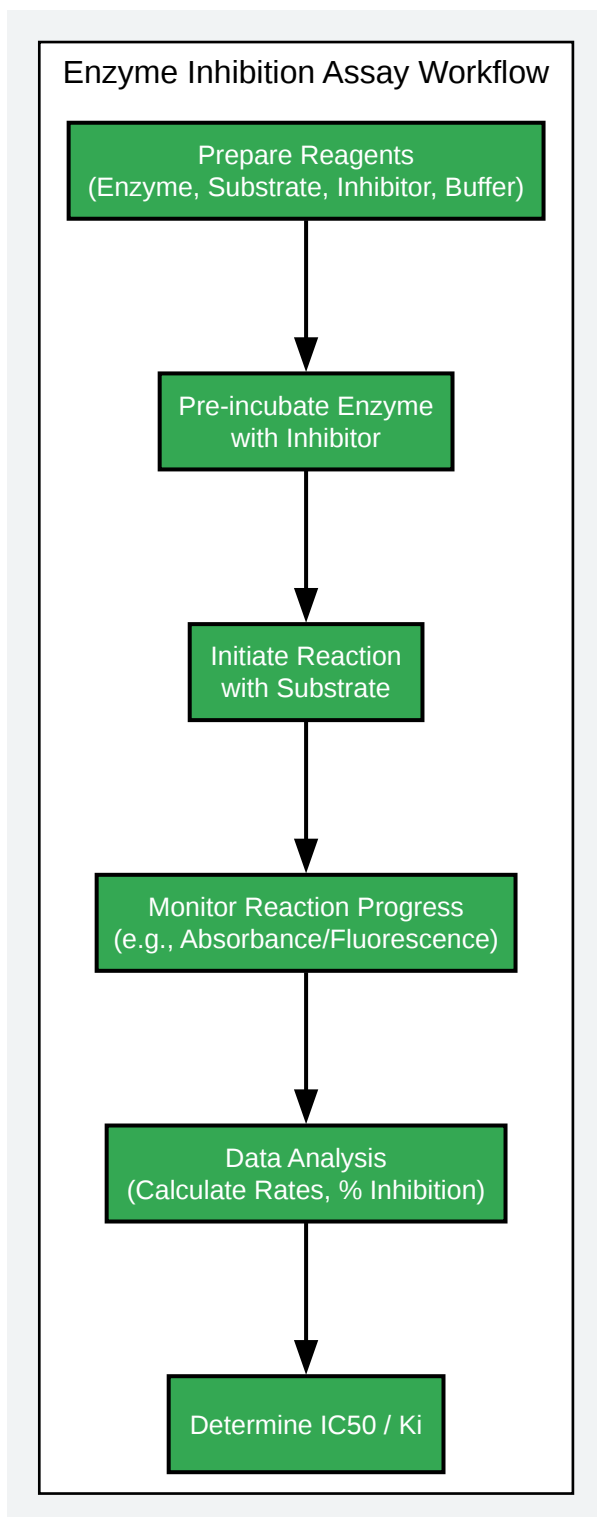 Enzyme Inhibition Assay Workflow
Prepare Reagents
(Enzyme, Substrate, Inhibitor, Buffer)
Pre-incubate Enzyme
with Inhibitor
Initiate Reaction
with Substrate
Monitor Reaction Progress
(e.g., Absorbance/Fluorescence)
Data Analysis
(Calculate Rates, % Inhibition)
Determine IC50 / Ki